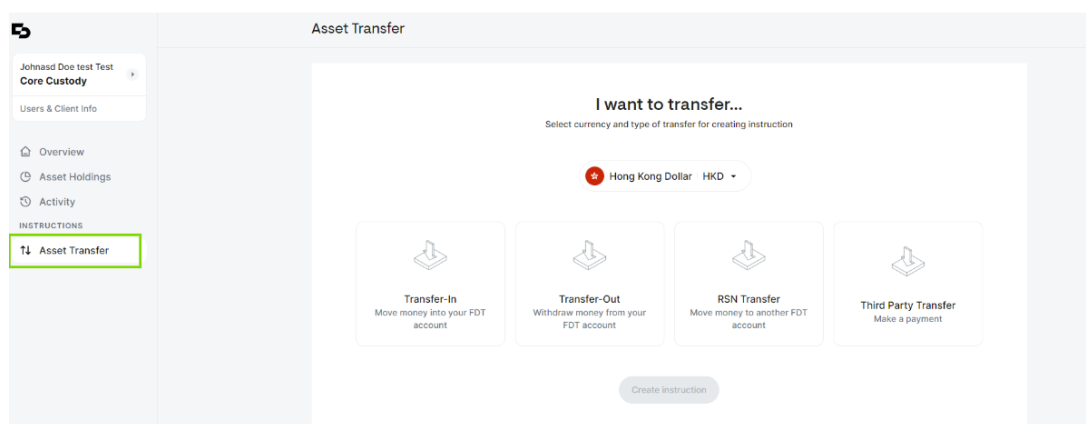 Asset Transfer
Johnasd Doe test Test
Core Custody
Users & Client Info
Overview
Asset Holdings
Activity
INSTRUCTIONS
Asset Transfer
I want to transfer...
Select currency and type of transfer for creating instruction
Hong Kong Dollar HKD
Transfer-In
Move money into your FDT
account
Transfer-Out
Withdraw money from your
FDT account
RSN Transfer
Move money to another FDT
account
Third Party Transfer
Make a payment
Create instruction